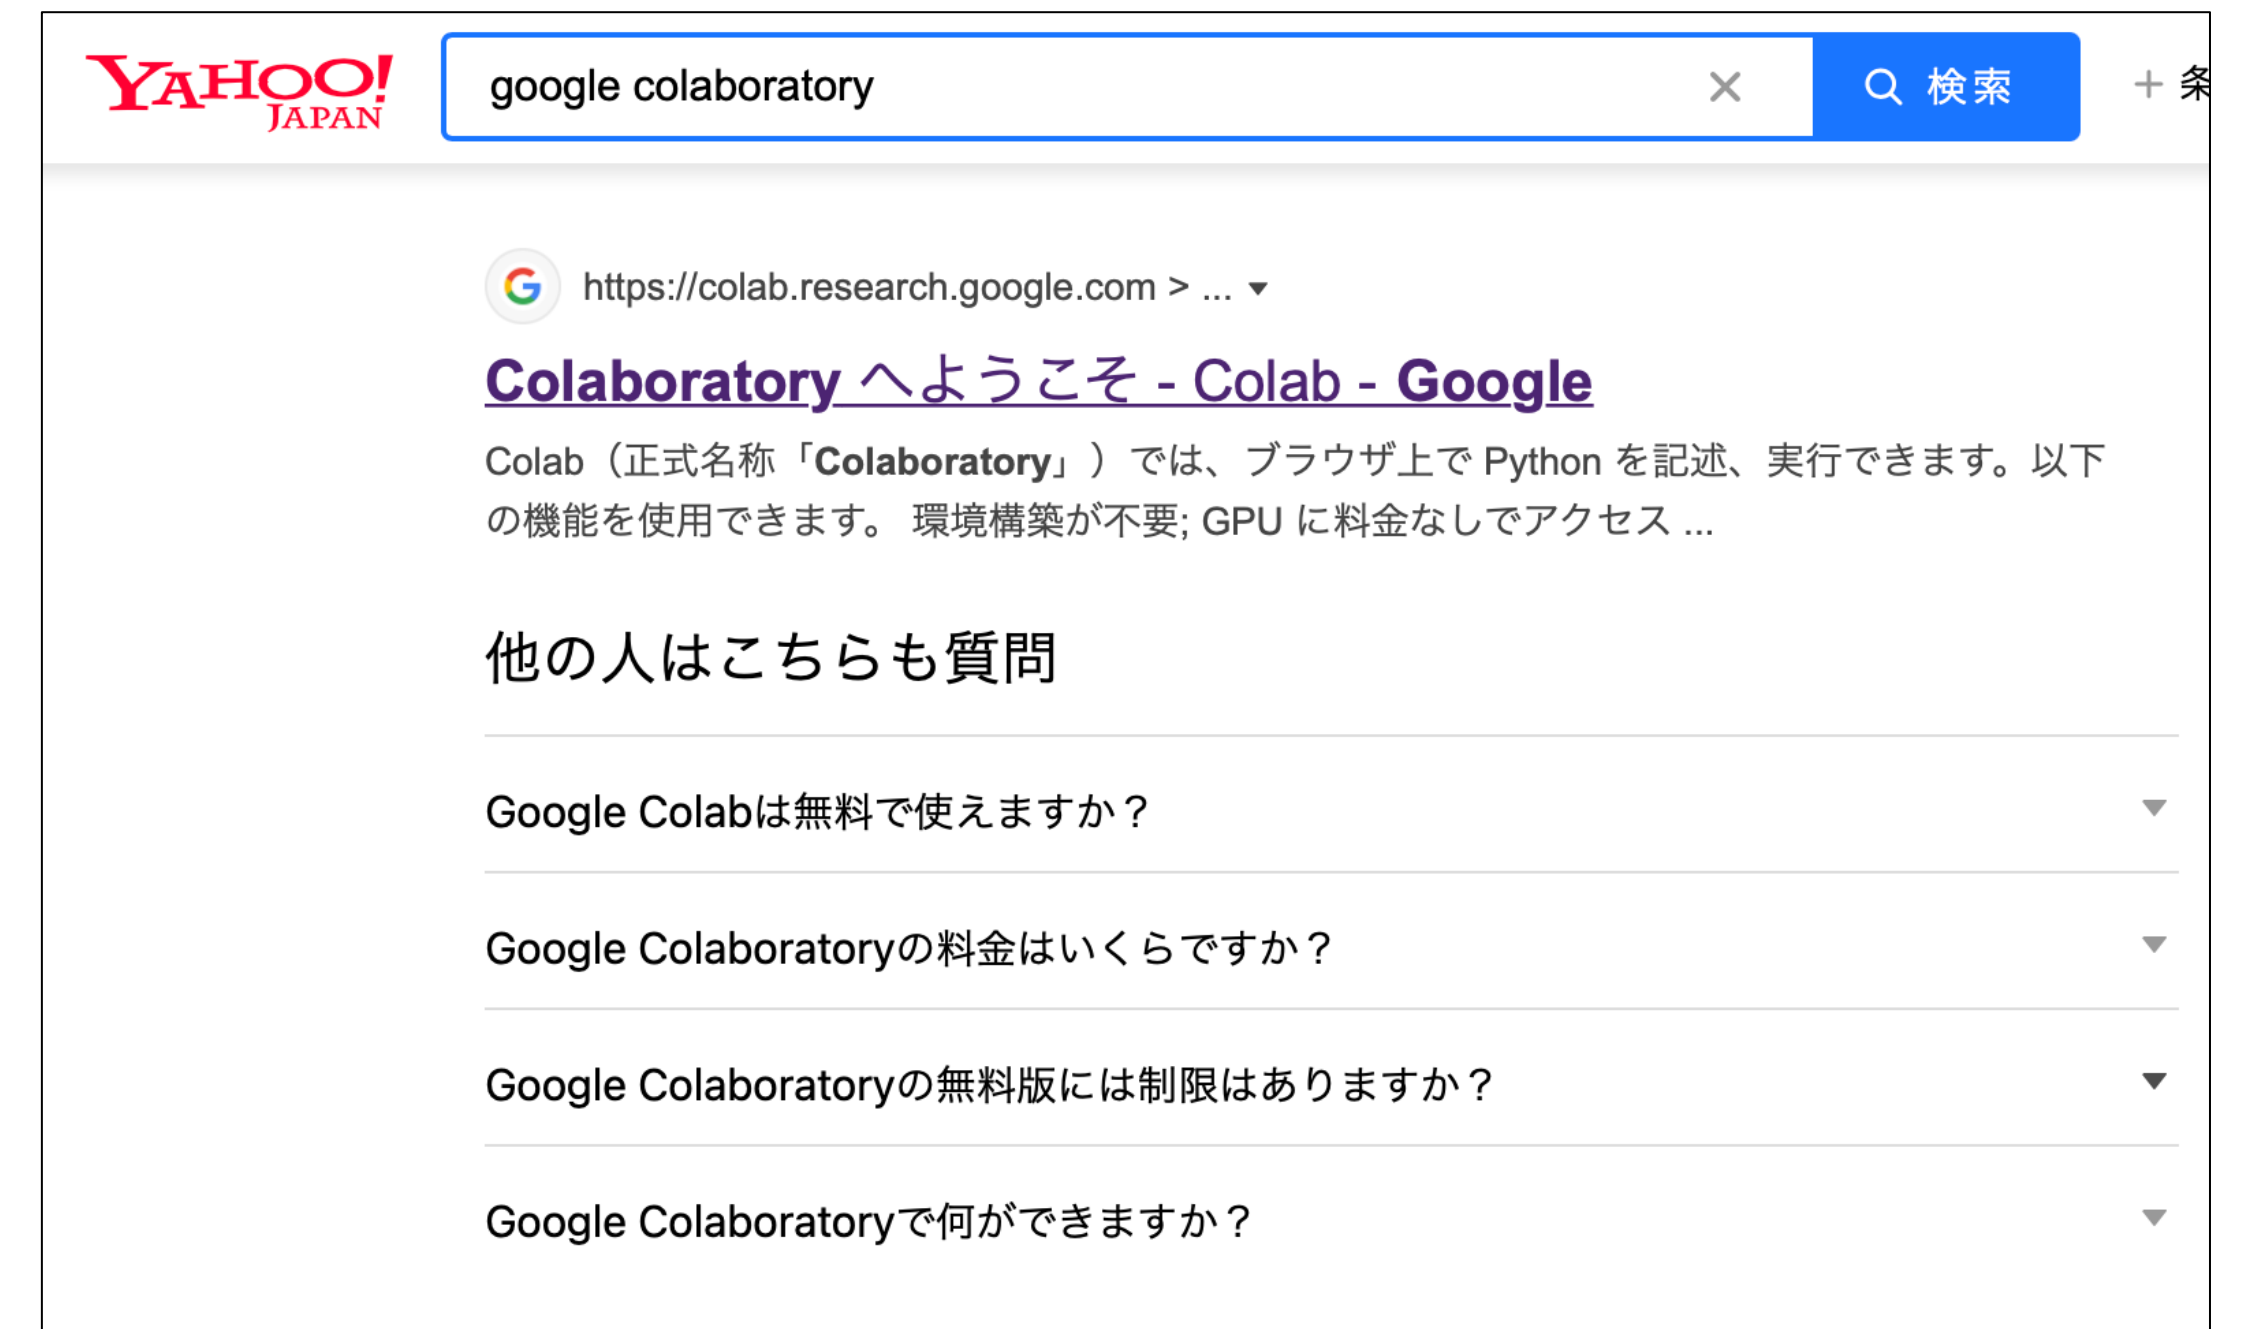 YAHOO!
JAPAN
google colaboratory
検索
+ 条
https://colab.research.google.com > ...
Colaboratory へようこそ - Colab - Google
Colab（正式名称「Colaboratory」）では、ブラウザ上で Python を記述、実行できます。以下
の機能を使用できます。 環境構築が不要; GPU に料金なしでアクセス ...
他の人はこちらも質問
Google Colabは無料で使えますか？
Google Colaboratoryの料金はいくらですか？
Google Colaboratoryの無料版には制限はありますか？
Google Colaboratoryで何ができますか？